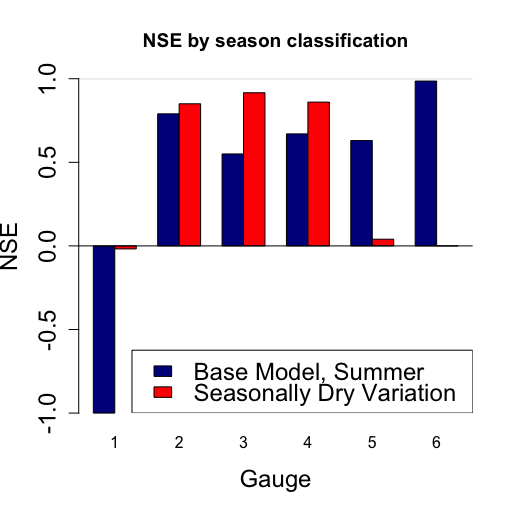 NSE by season classification
NSE
1.0
0.5
0.0
-0.5
-1.0
Base Model, Summer
Seasonally Dry Variation
1 2 3 4 5 6
Gauge